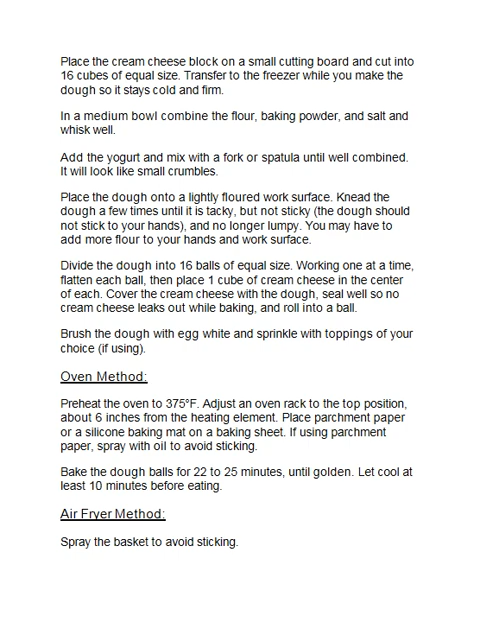 Place the cream cheese block on a small cutting board and cut into
16 cubes of equal size. Transfer to the freezer while you make the
dough so it stays cold and firm.
In a medium bowl combine the flour, baking powder, and salt and
whisk well.
Add the yogurt and mix with a fork or spatula until well combined.
It will look like small crumbles.
Place the dough onto a lightly floured work surface. Knead the
dough a few times until it is tacky, but not sticky (the dough should
not stick to your hands), and no longer lumpy. You may have to
add more flour to your hands and work surface.
Divide the dough into 16 balls of equal size. Working one at a time,
flatten each ball, then place 1 cube of cream cheese in the center
of each. Cover the cream cheese with the dough, seal well so no
cream cheese leaks out while baking, and roll into a ball.
Brush the dough with egg white and sprinkle with toppings of your
choice (if using).
Oven Method:
Preheat the oven to 375°F. Adjust an oven rack to the top position,
about 6 inches from the heating element. Place parchment paper
or a silicone baking mat on a baking sheet. If using parchment
paper, spray with oil to avoid sticking.
Bake the dough balls for 22 to 25 minutes, until golden. Let cool at
least 10 minutes before eating.
Air Fryer Method:
Spray the basket to avoid sticking.